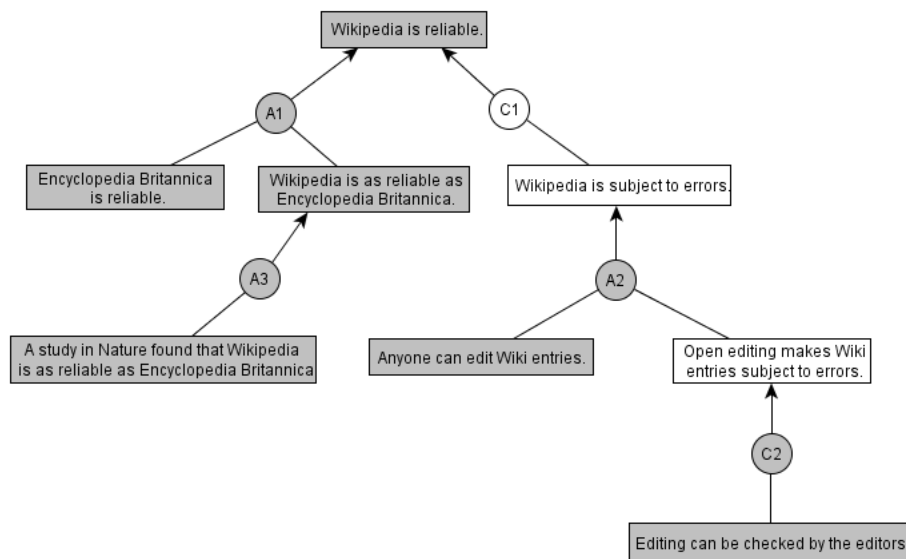 Wikipedia is reliable.
A1
C1
Encyclopedia Britannica
is reliable.
Wikipedia is as reliable as
Encyclopedia Britannica.
Wikipedia is subject to errors.
A3
A2
A study in Nature found that Wikipedia
is as reliable as Encyclopedia Britannica
Anyone can edit Wiki entries.
Open editing makes Wiki
entries subject to errors.
C2
Editing can be checked by the editors